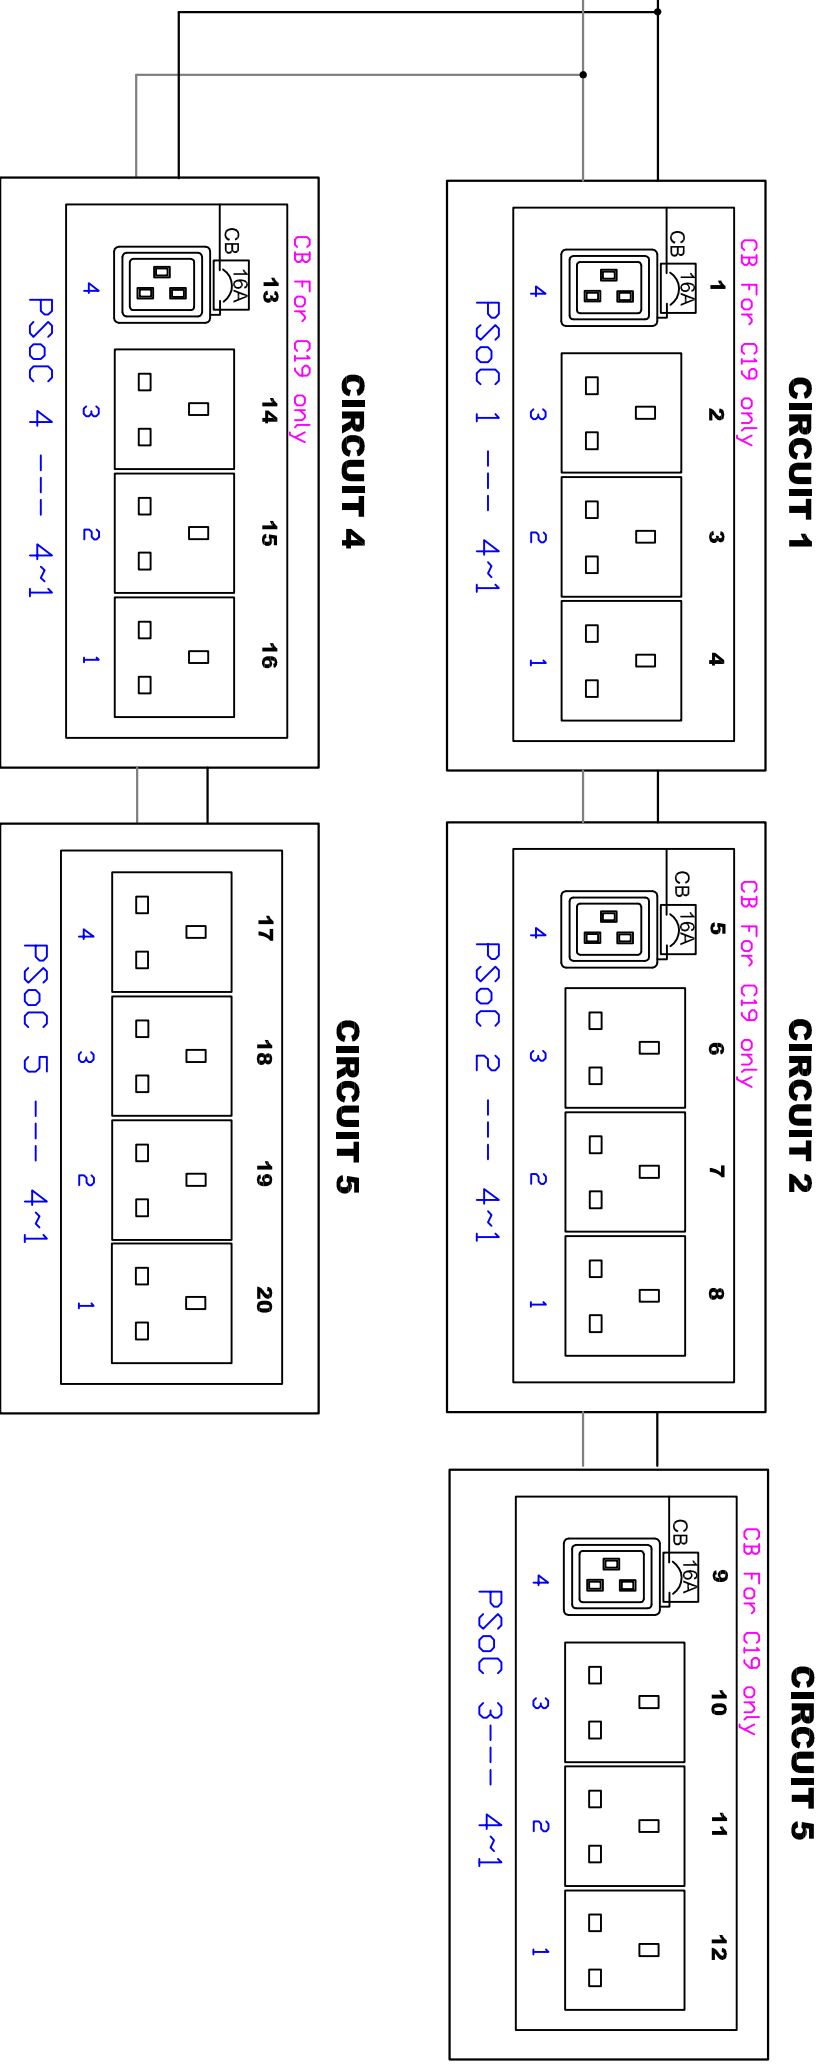 CIRCUIT 1
CB For C19 only
CB
16A
1
2
3
4
4
3
2
1
PSoC 1 --- 4~1
CIRCUIT 2
CB For C19 only
CB
16A
5
6
7
8
4
3
2
1
PSoC 2 --- 4~1
CIRCUIT 5
CB For C19 only
CB
16A
9
10
11
12
4
3
2
1
PSoC 3--- 4~1
CIRCUIT 4
CB For C19 only
CB
16A
13
14
15
16
4
3
2
1
PSoC 4 --- 4~1
CIRCUIT 5
17
18
19
20
4
3
2
1
PSoC 5 --- 4~1